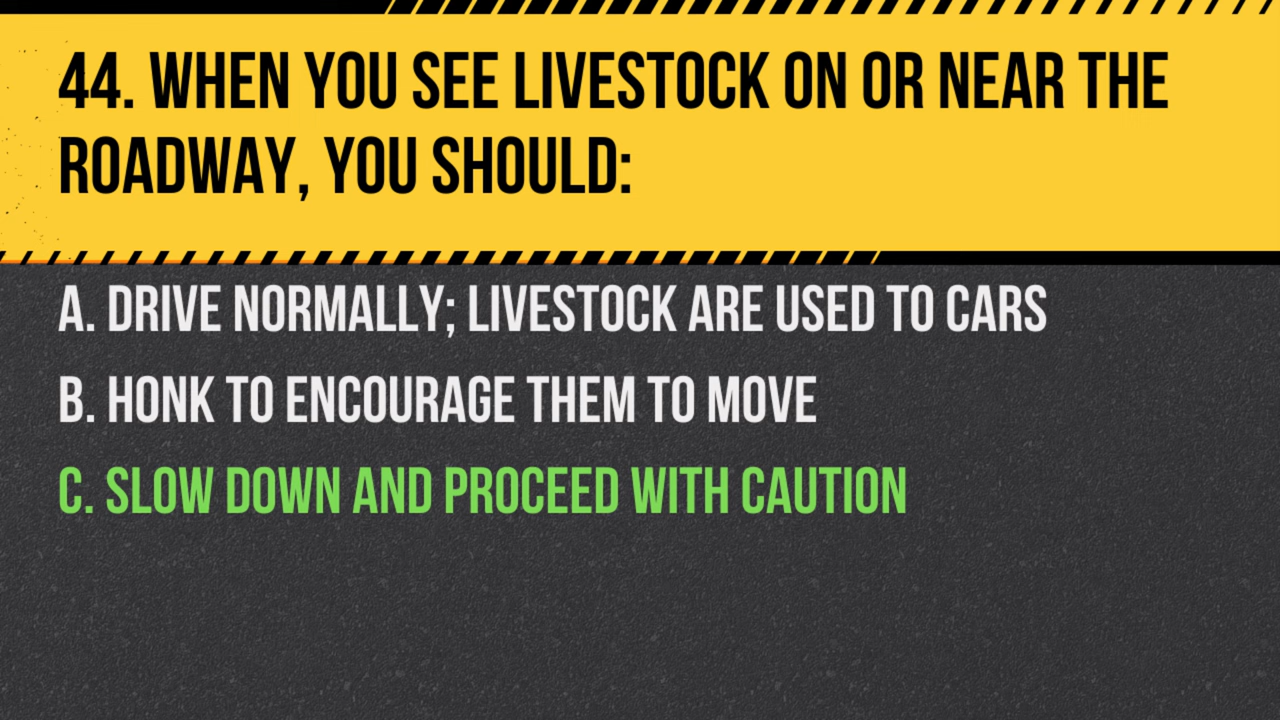 44. WHEN YOU SEE LIVESTOCK ON OR NEAR THE
ROADWAY, YOU SHOULD:
A. DRIVE NORMALLY; LIVESTOCK ARE USED TO CARS
B. HONK TO ENCOURAGE THEM TO MOVE
C. SLOW DOWN AND PROCEED WITH CAUTION